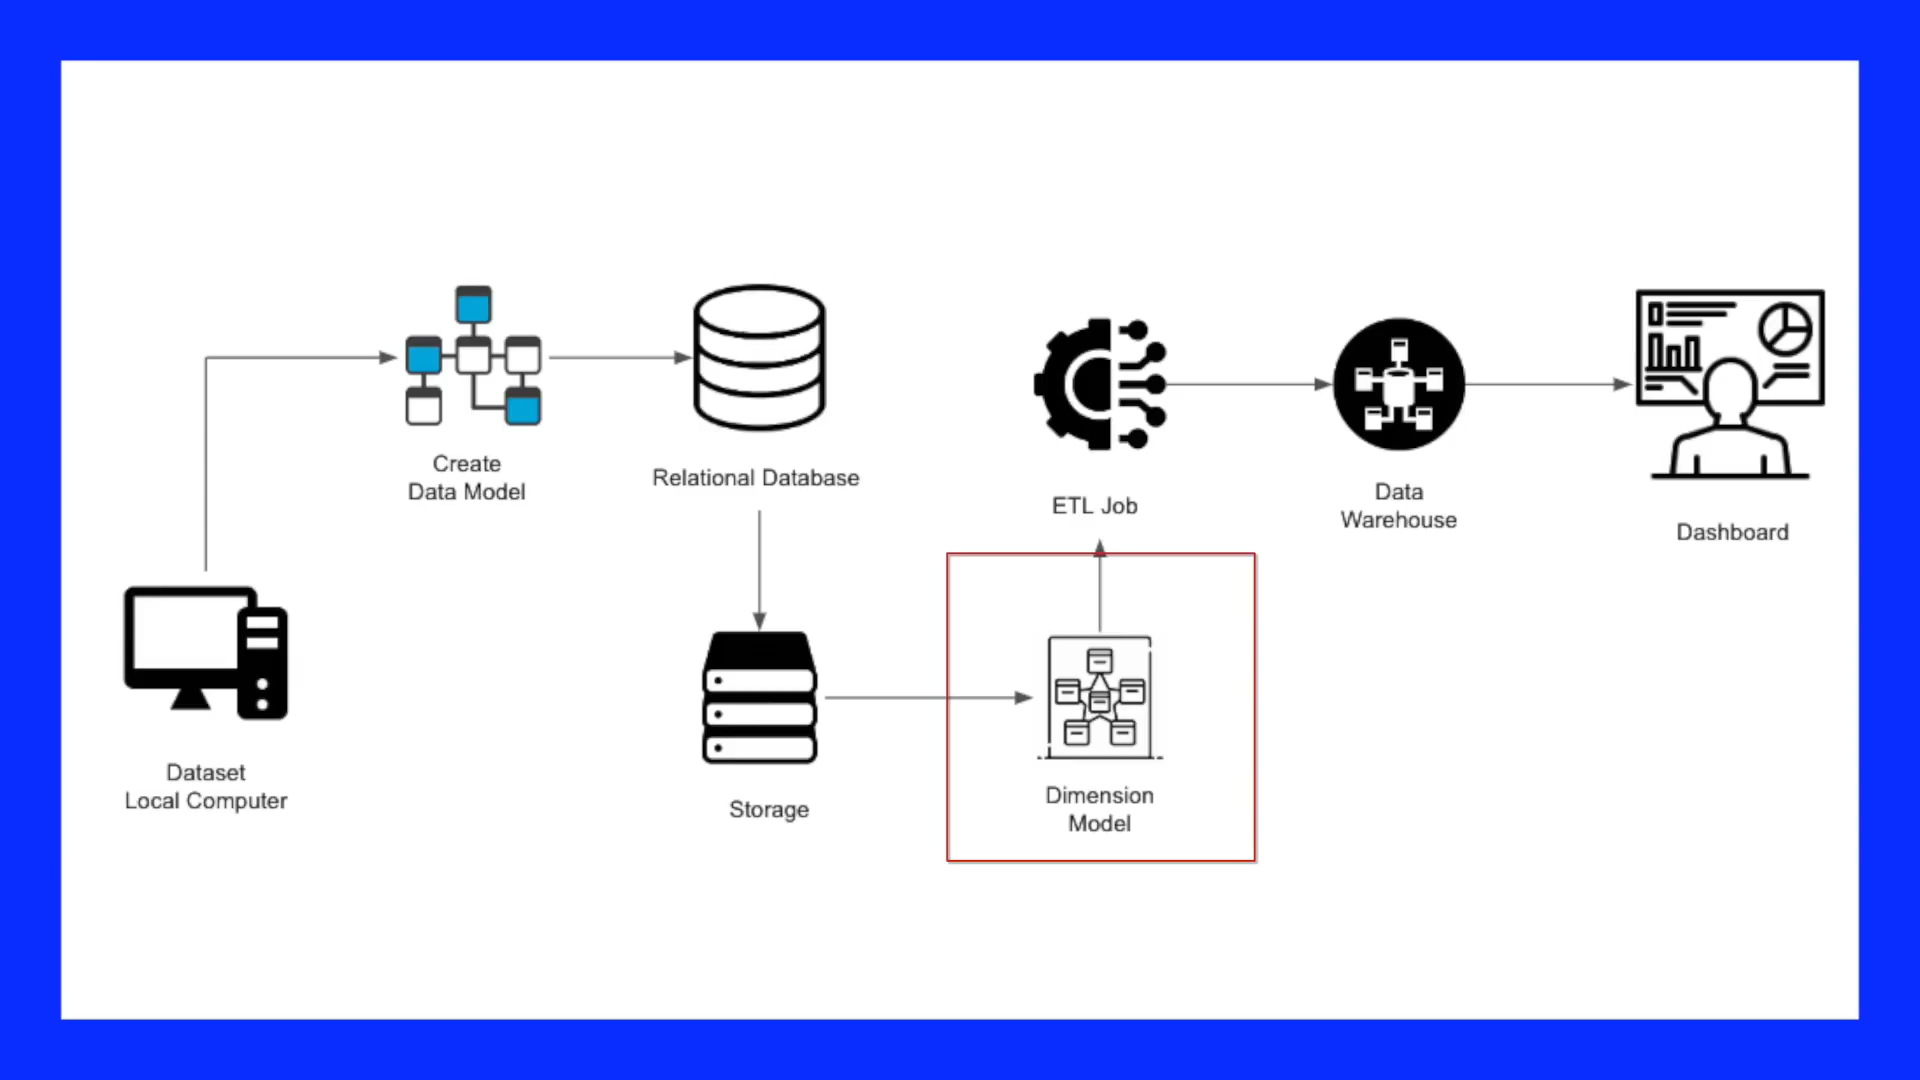 Create
Data Model
Relational Database
ETL Job
Data
Warehouse
Dashboard
Dataset
Local Computer
Storage
Dimension
Model